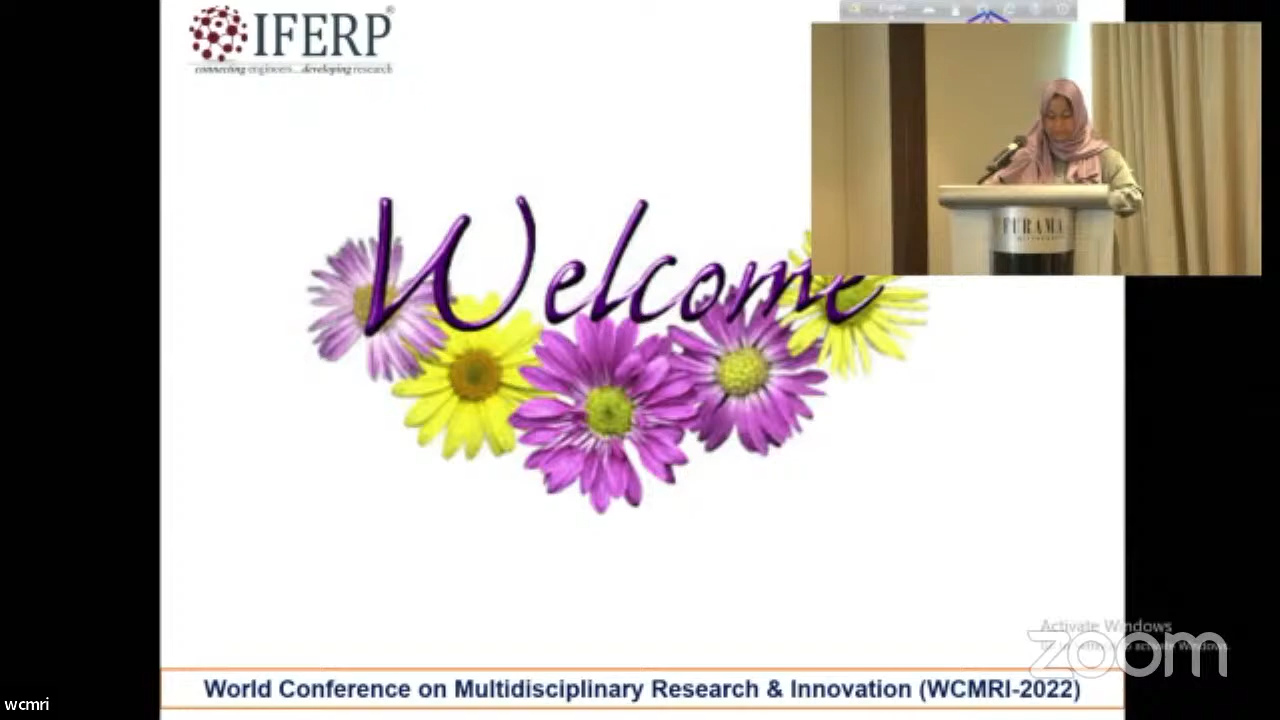 IFERP®
connecting engineers... developing research
English
FURAMA
Welcome
Activate Windows
zoom
World Conference on Multidisciplinary Research & Innovation (WCMRI-2022)
wcmri